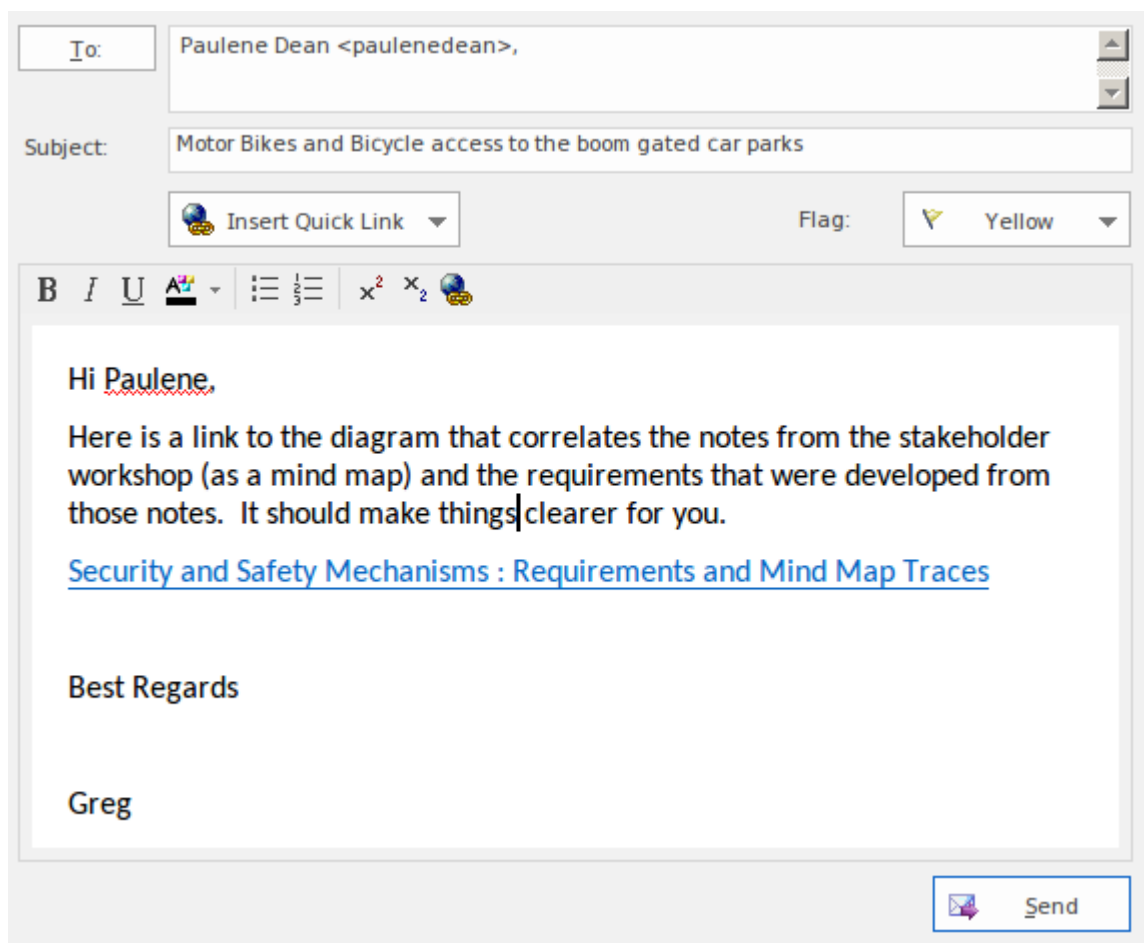 To:
Paulene Dean <paulenedean>,
Subject:
Motor Bikes and Bicycle access to the boom gated car parks
Insert Quick Link
Flag:
Yellow
B I U A x² x₂
Hi Paulene,
Here is a link to the diagram that correlates the notes from the stakeholder
workshop (as a mind map) and the requirements that were developed from
those notes.  It should make things clearer for you.
Security and Safety Mechanisms : Requirements and Mind Map Traces
Best Regards
Greg
Send